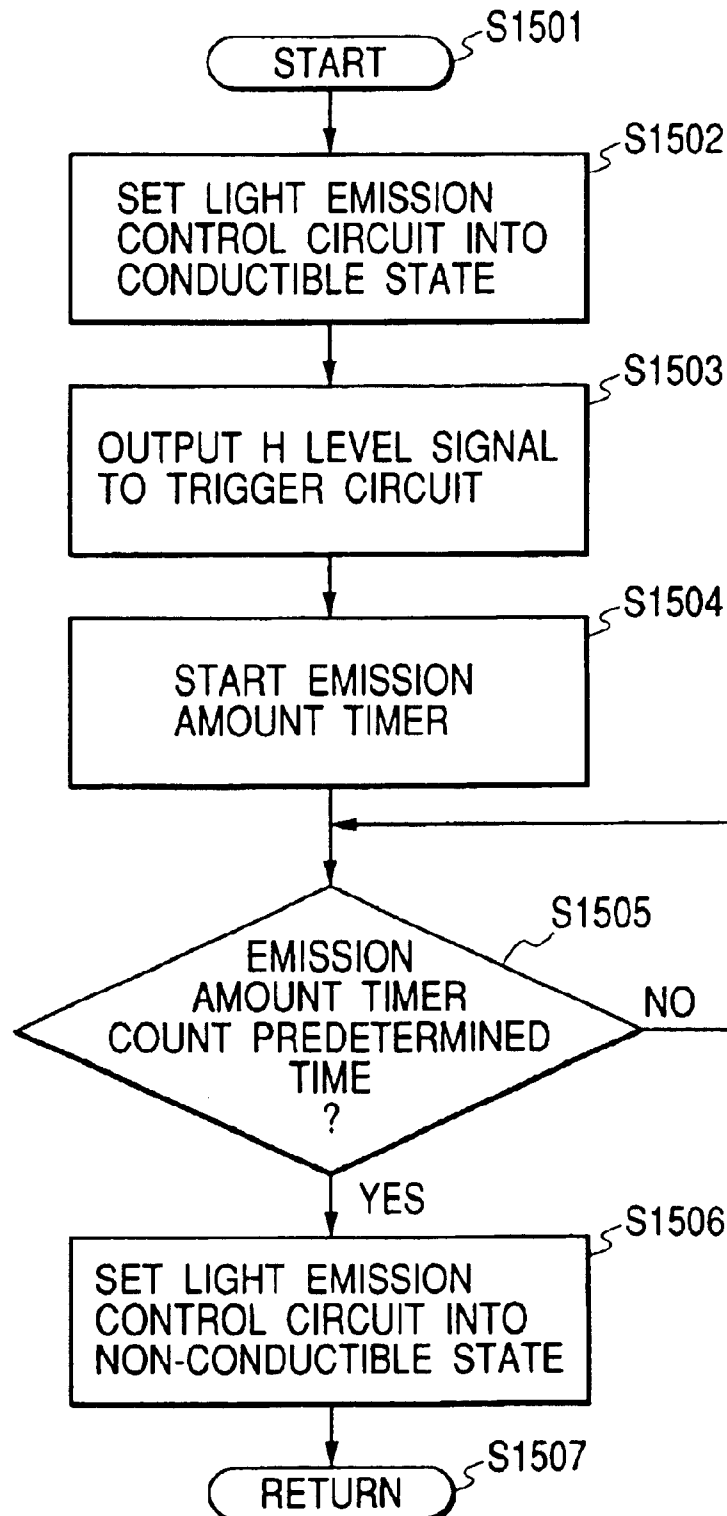 S1501
START
S1502
SET LIGHT EMISSION
CONTROL CIRCUIT INTO
CONDUCTIBLE STATE
S1503
OUTPUT H LEVEL SIGNAL
TO TRIGGER CIRCUIT
S1504
START EMISSION
AMOUNT TIMER
S1505
EMISSION
AMOUNT TIMER
COUNT PREDETERMINED
TIME
?
NO
YES
S1506
SET LIGHT EMISSION
CONTROL CIRCUIT INTO
NON-CONDUCTIBLE STATE
S1507
RETURN